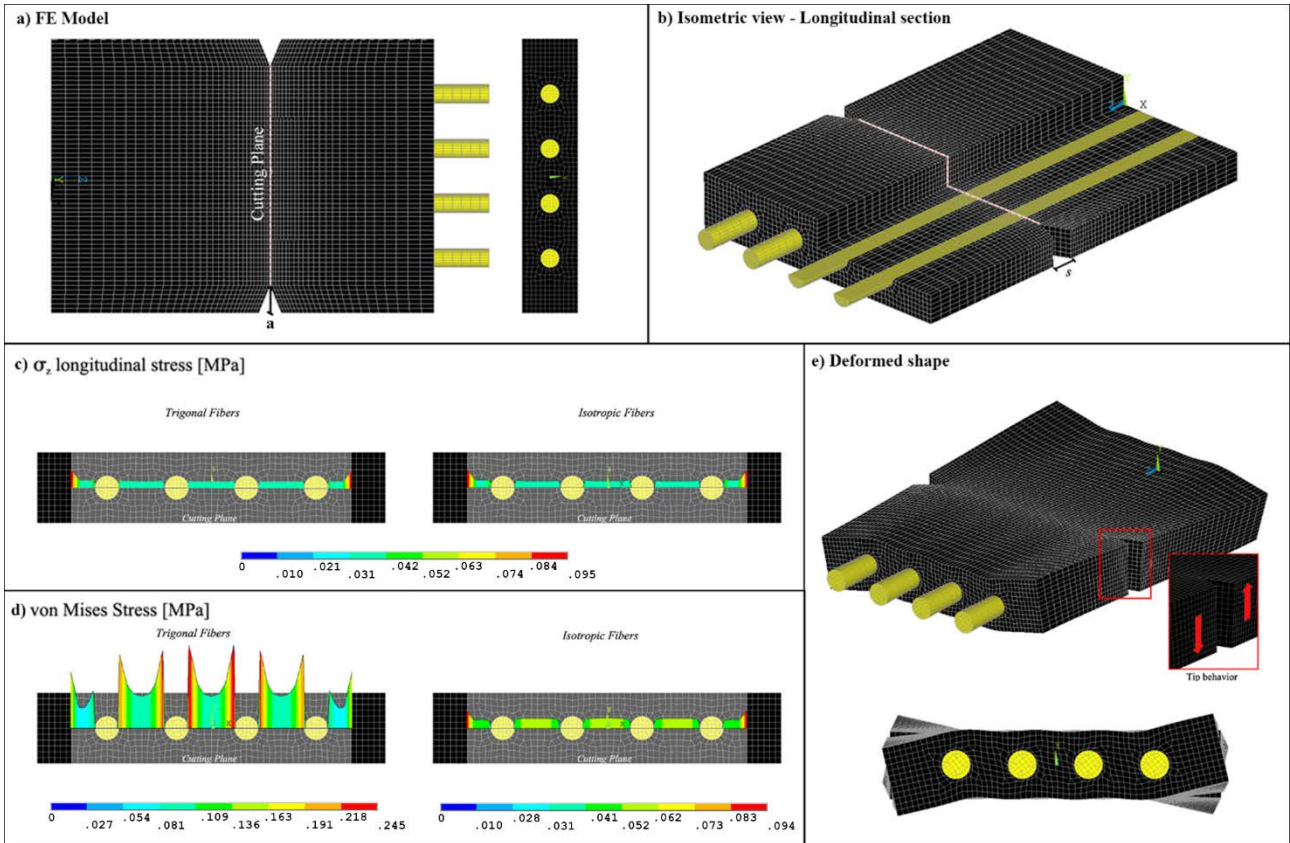 a) FE Model
Cutting Plane
Y
Z
a
b) Isometric view - Longitudinal section
Y
X
s
c) σz longitudinal stress [MPa]
Trigonal Fibers
Isotropic Fibers
Cutting Plane
Cutting Plane
0 .021 .042 .063 .084
.010 .031 .052 .074 .095
d) von Mises Stress [MPa]
Trigonal Fibers
Isotropic Fibers
Cutting Plane
Cutting Plane
0 .054 .109 .163 .218
.027 .081 .136 .191 .245
0 .028 .041 .062 .083
.010 .031 .052 .073 .094
e) Deformed shape
Tip behavior